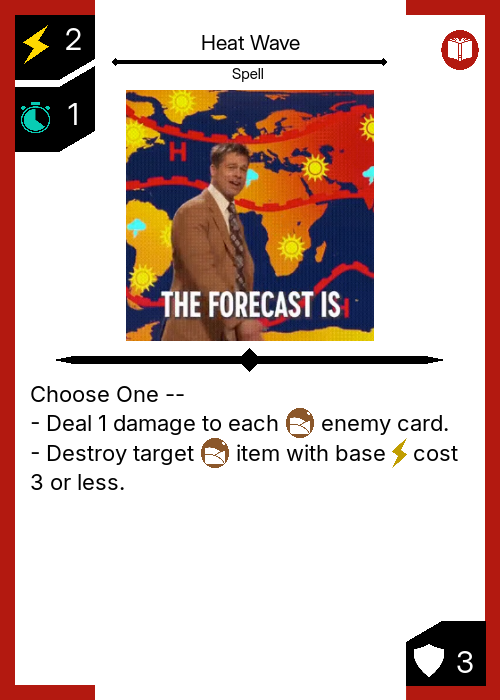 2
Heat Wave
Spell
1
H
THE FORECAST IS
Choose One --
- Deal 1 damage to each enemy card.
- Destroy target item with base cost
3 or less.
3